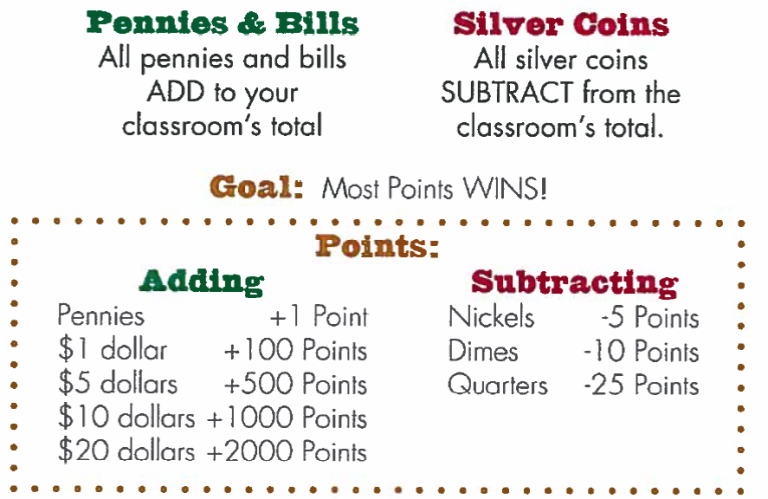 Pennies & Bills
All pennies and bills
ADD to your
classroom's total
Silver Coins
All silver coins
SUBTRACT from the
classroom's total.
Goal: Most Points WINS!
Points:
Adding
Pennies +1 Point
$1 dollar +100 Points
$5 dollars +500 Points
$10 dollars +1000 Points
$20 dollars +2000 Points
Subtracting
Nickels -5 Points
Dimes -10 Points
Quarters -25 Points